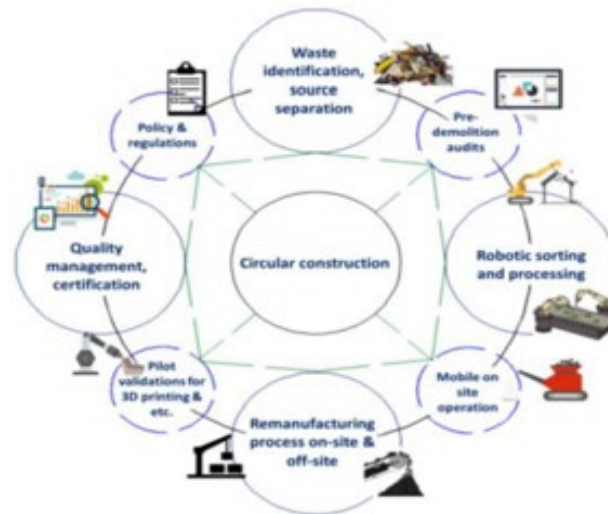 Waste
identification,
source
separation
Policy &
regulations
Pre-
demolition
audits
Quality
management,
certification
Circular construction
Robotic sorting
and processing
Pilot
validations for
3D printing &
etc.
Mobile on
site
operation
Remanufacturing
process on-site &
off-site